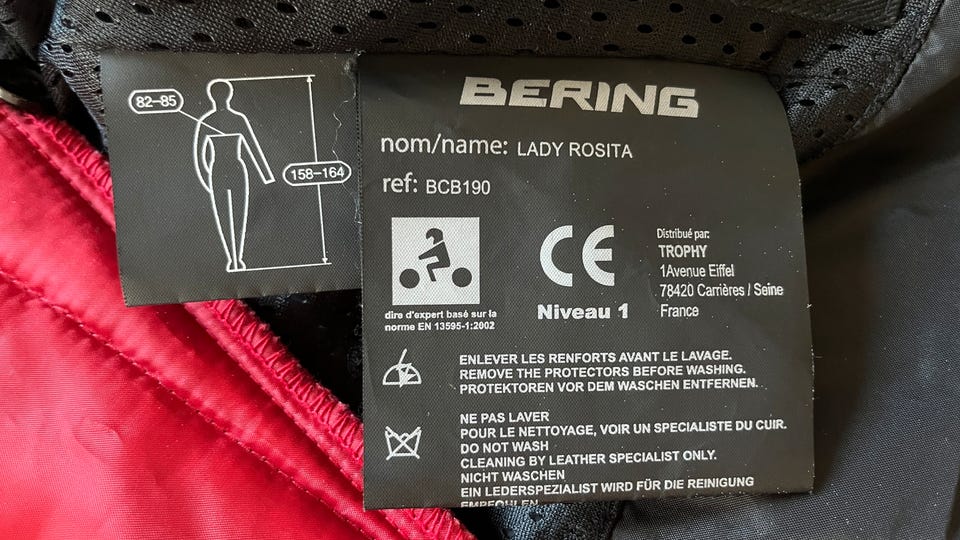 82–85
158–164
BERING
nom/name: LADY ROSITA
ref: BCB190
dire d'expert basé sur la
norme EN 13595-1:2002
CE
Niveau 1
Distribué par:
TROPHY
1Avenue Eiffel
78420 Carrières / Seine
France
ENLEVER LES RENFORTS AVANT LE LAVAGE.
REMOVE THE PROTECTORS BEFORE WASHING.
PROTEKTOREN VOR DEM WASCHEN ENTFERNEN.
NE PAS LAVER
POUR LE NETTOYAGE, VOIR UN SPECIALISTE DU CUIR.
DO NOT WASH
CLEANING BY LEATHER SPECIALIST ONLY.
NICHT WASCHEN
EIN LEDERSPEZIALIST WIRD FÜR DIE REINIGUNG
EMPFOHLEN